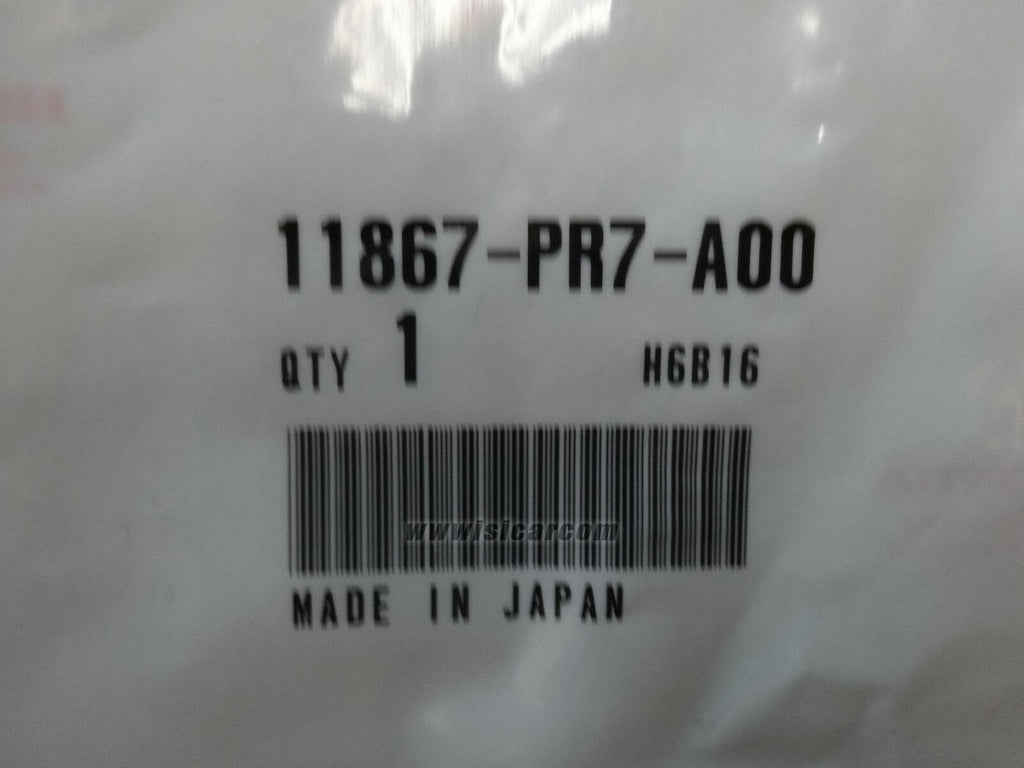 11867-PR7-A00
QTY 1 H6B16
www.isicar.com
MADE IN JAPAN